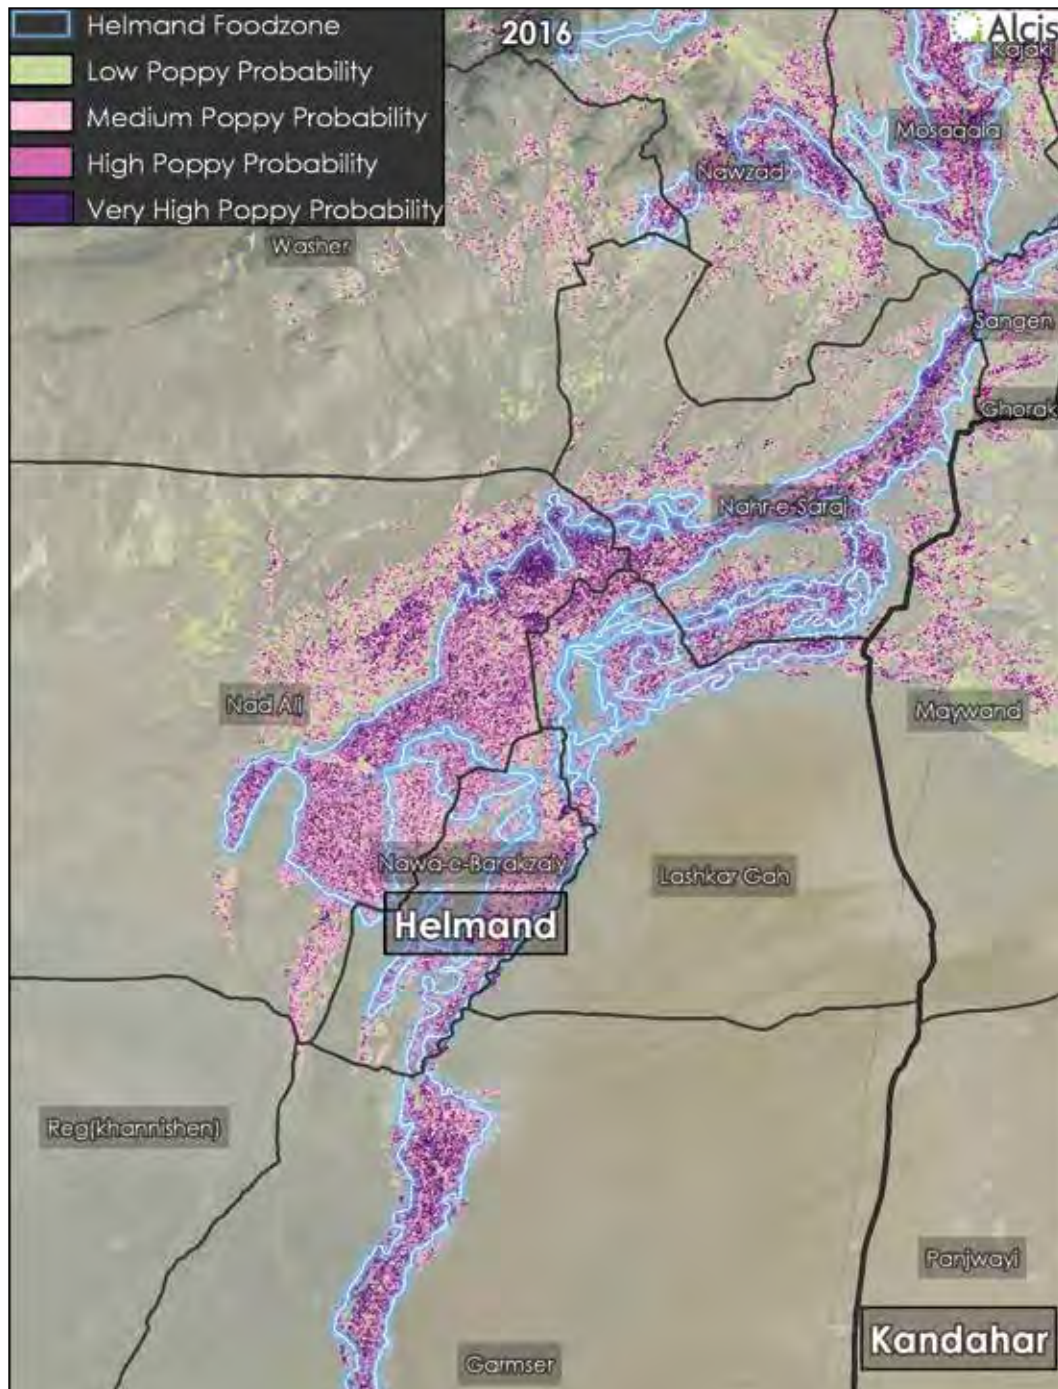 Helmand Foodzone
Low Poppy Probability
Medium Poppy Probability
High Poppy Probability
Very High Poppy Probability
2016
Alcis
Kajaki
Mosaqala
Nawzad
Washer
Sangen
Ghorak
Nahr-e-Saraj
Nad Ali
Maywand
Nawa-e-Barakzaiy
Lashkar Gah
Helmand
Reg(khannishen)
Panjwayi
Kandahar
Garmser